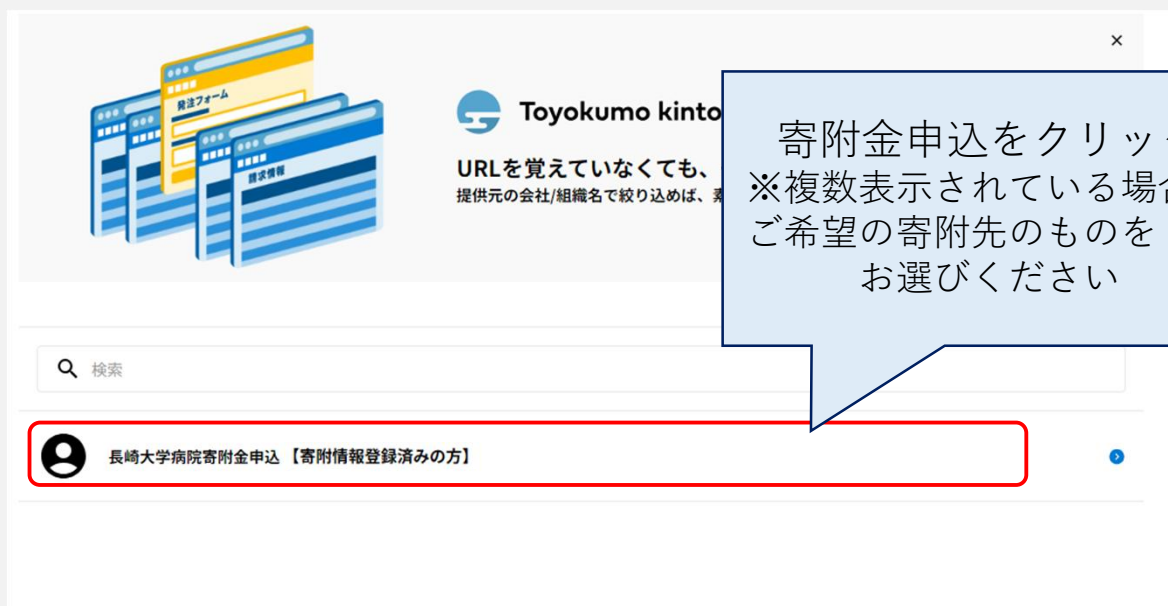 発注フォーム
請求情報
Toyokumo kinto
URLを覚えていなくても、
提供元の会社/組織名で絞り込めば、
寄附金申込をクリッ
※複数表示されている場合
ご希望の寄附先のものを
お選びください
検索
長崎大学病院寄附金申込【寄附情報登録済みの方】